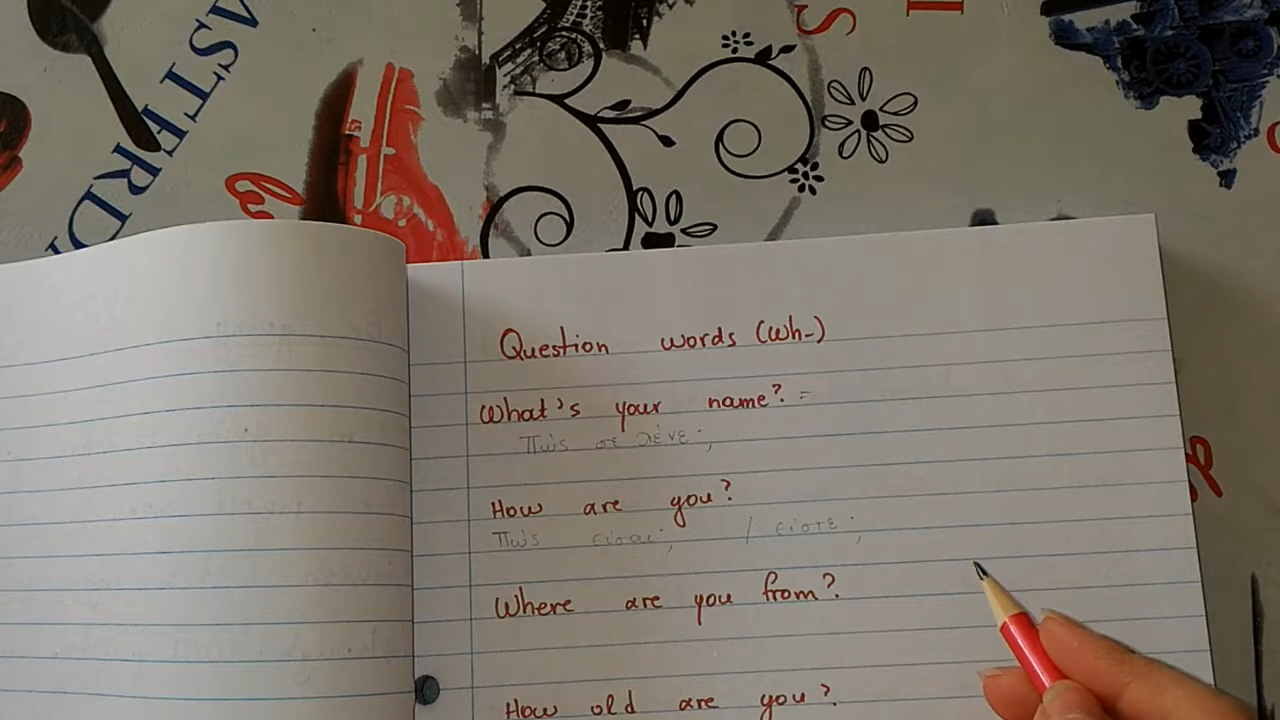 Question words (wh-)
What's your name? =
Πώς σε λένε;
How are you?
Πώς είσαι; / είστε;
Where are you from?
How old are you?